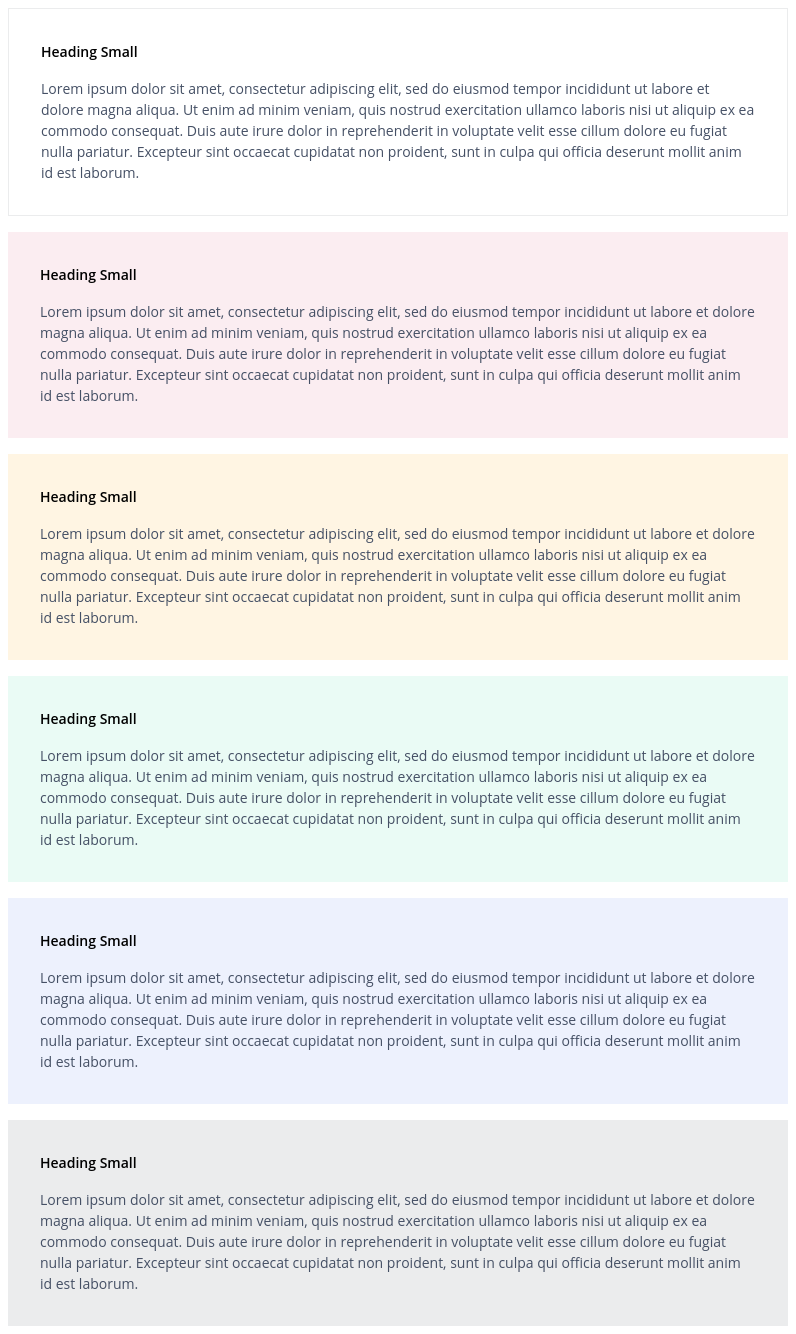 Heading Small
Lorem ipsum dolor sit amet, consectetur adipiscing elit, sed do eiusmod tempor incididunt ut labore et
dolore magna aliqua. Ut enim ad minim veniam, quis nostrud exercitation ullamco laboris nisi ut aliquip ex ea
commodo consequat. Duis aute irure dolor in reprehenderit in voluptate velit esse cillum dolore eu fugiat
nulla pariatur. Excepteur sint occaecat cupidatat non proident, sunt in culpa qui officia deserunt mollit anim
id est laborum.
Heading Small
Lorem ipsum dolor sit amet, consectetur adipiscing elit, sed do eiusmod tempor incididunt ut labore et dolore
magna aliqua. Ut enim ad minim veniam, quis nostrud exercitation ullamco laboris nisi ut aliquip ex ea
commodo consequat. Duis aute irure dolor in reprehenderit in voluptate velit esse cillum dolore eu fugiat
nulla pariatur. Excepteur sint occaecat cupidatat non proident, sunt in culpa qui officia deserunt mollit anim
id est laborum.
Heading Small
Lorem ipsum dolor sit amet, consectetur adipiscing elit, sed do eiusmod tempor incididunt ut labore et dolore
magna aliqua. Ut enim ad minim veniam, quis nostrud exercitation ullamco laboris nisi ut aliquip ex ea
commodo consequat. Duis aute irure dolor in reprehenderit in voluptate velit esse cillum dolore eu fugiat
nulla pariatur. Excepteur sint occaecat cupidatat non proident, sunt in culpa qui officia deserunt mollit anim
id est laborum.
Heading Small
Lorem ipsum dolor sit amet, consectetur adipiscing elit, sed do eiusmod tempor incididunt ut labore et dolore
magna aliqua. Ut enim ad minim veniam, quis nostrud exercitation ullamco laboris nisi ut aliquip ex ea
commodo consequat. Duis aute irure dolor in reprehenderit in voluptate velit esse cillum dolore eu fugiat
nulla pariatur. Excepteur sint occaecat cupidatat non proident, sunt in culpa qui officia deserunt mollit anim
id est laborum.
Heading Small
Lorem ipsum dolor sit amet, consectetur adipiscing elit, sed do eiusmod tempor incididunt ut labore et dolore
magna aliqua. Ut enim ad minim veniam, quis nostrud exercitation ullamco laboris nisi ut aliquip ex ea
commodo consequat. Duis aute irure dolor in reprehenderit in voluptate velit esse cillum dolore eu fugiat
nulla pariatur. Excepteur sint occaecat cupidatat non proident, sunt in culpa qui officia deserunt mollit anim
id est laborum.
Heading Small
Lorem ipsum dolor sit amet, consectetur adipiscing elit, sed do eiusmod tempor incididunt ut labore et dolore
magna aliqua. Ut enim ad minim veniam, quis nostrud exercitation ullamco laboris nisi ut aliquip ex ea
commodo consequat. Duis aute irure dolor in reprehenderit in voluptate velit esse cillum dolore eu fugiat
nulla pariatur. Excepteur sint occaecat cupidatat non proident, sunt in culpa qui officia deserunt mollit anim
id est laborum.